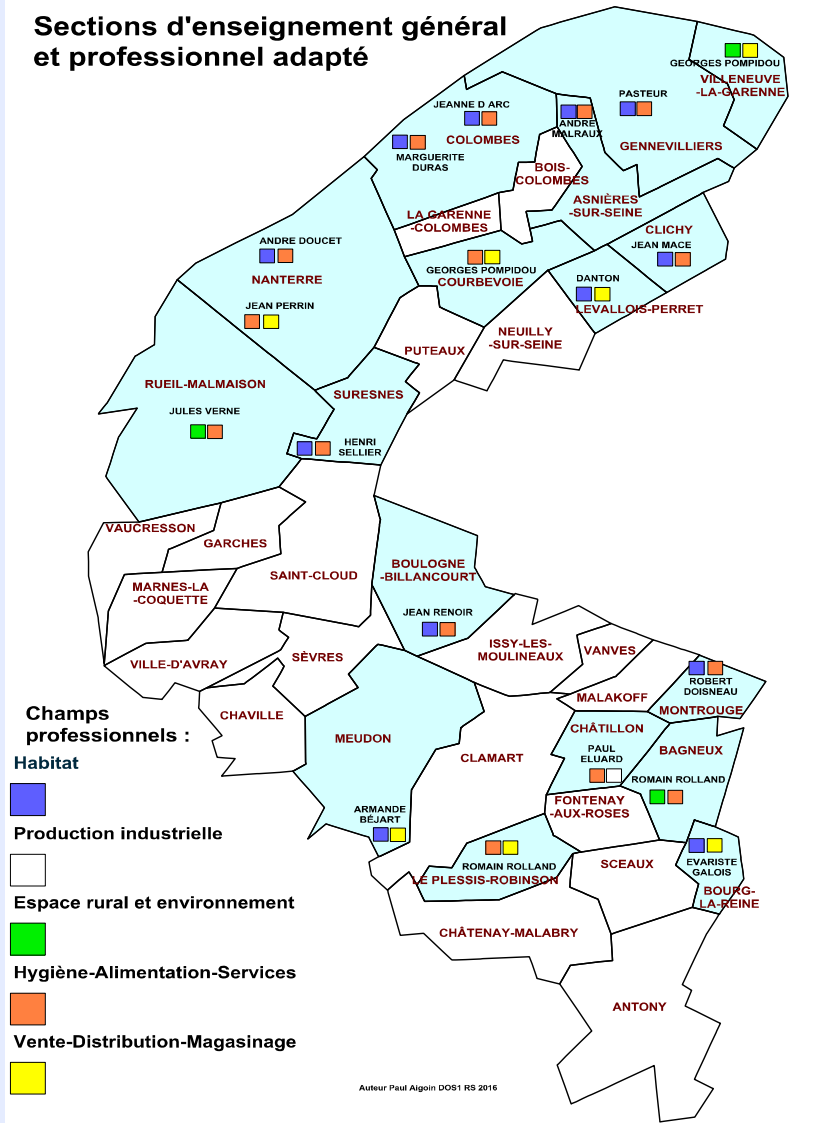 Sections d'enseignement général
et professionnel adapté
GEORGES POMPIDOU
VILLENEUVE
-LA-GARENNE
PASTEUR
JEANNE D ARC
ANDRE
MALRAUX
COLOMBES
GENNEVILLIERS
MARGUERITE
DURAS
BOIS-
COLOMBES
ASNIÈRES
-SUR-SEINE
LA GARENNE
-COLOMBES
CLICHY
JEAN MACE
ANDRE DOUCET
NANTERRE
GEORGES POMPIDOU
COURBEVOIE
DANTON
LEVALLOIS-PERRET
JEAN PERRIN
NEUILLY
-SUR-SEINE
PUTEAUX
RUEIL-MALMAISON
SURESNES
JULES VERNE
HENRI
SELLIER
VAUCRESSON
GARCHES
BOULOGNE
-BILLANCOURT
SAINT-CLOUD
MARNES-LA
-COQUETTE
JEAN RENOIR
ISSY-LES-
MOULINEAUX
VANVES
SÈVRES
VILLE-D'AVRAY
ROBERT
DOISNEAU
MALAKOFF
MONTROUGE
CHAVILLE
MEUDON
CHÂTILLON
PAUL
ELUARD
BAGNEUX
CLAMART
ROMAIN ROLLAND
ARMANDE
BÉJART
FONTENAY
-AUX-ROSES
ROMAIN ROLLAND
LE PLESSIS-ROBINSON
SCEAUX
EVARISTE
GALOIS
BOURG-
LA-REINE
CHÂTENAY-MALABRY
ANTONY
Champs
professionnels :
Habitat
Production industrielle
Espace rural et environnement
Hygiène-Alimentation-Services
Vente-Distribution-Magasinage
Auteur Paul Aigoin DOS1 RS 2016